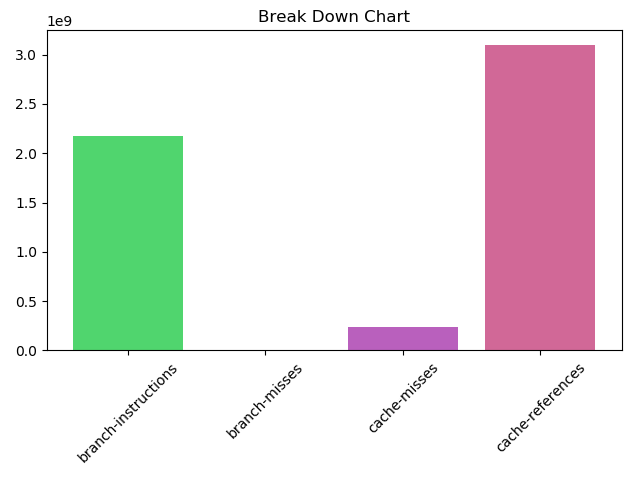 Break Down Chart
1e9
3.0
2.5
2.0
1.5
1.0
0.5
0.0
branch-instructions
branch-misses
cache-misses
cache-references